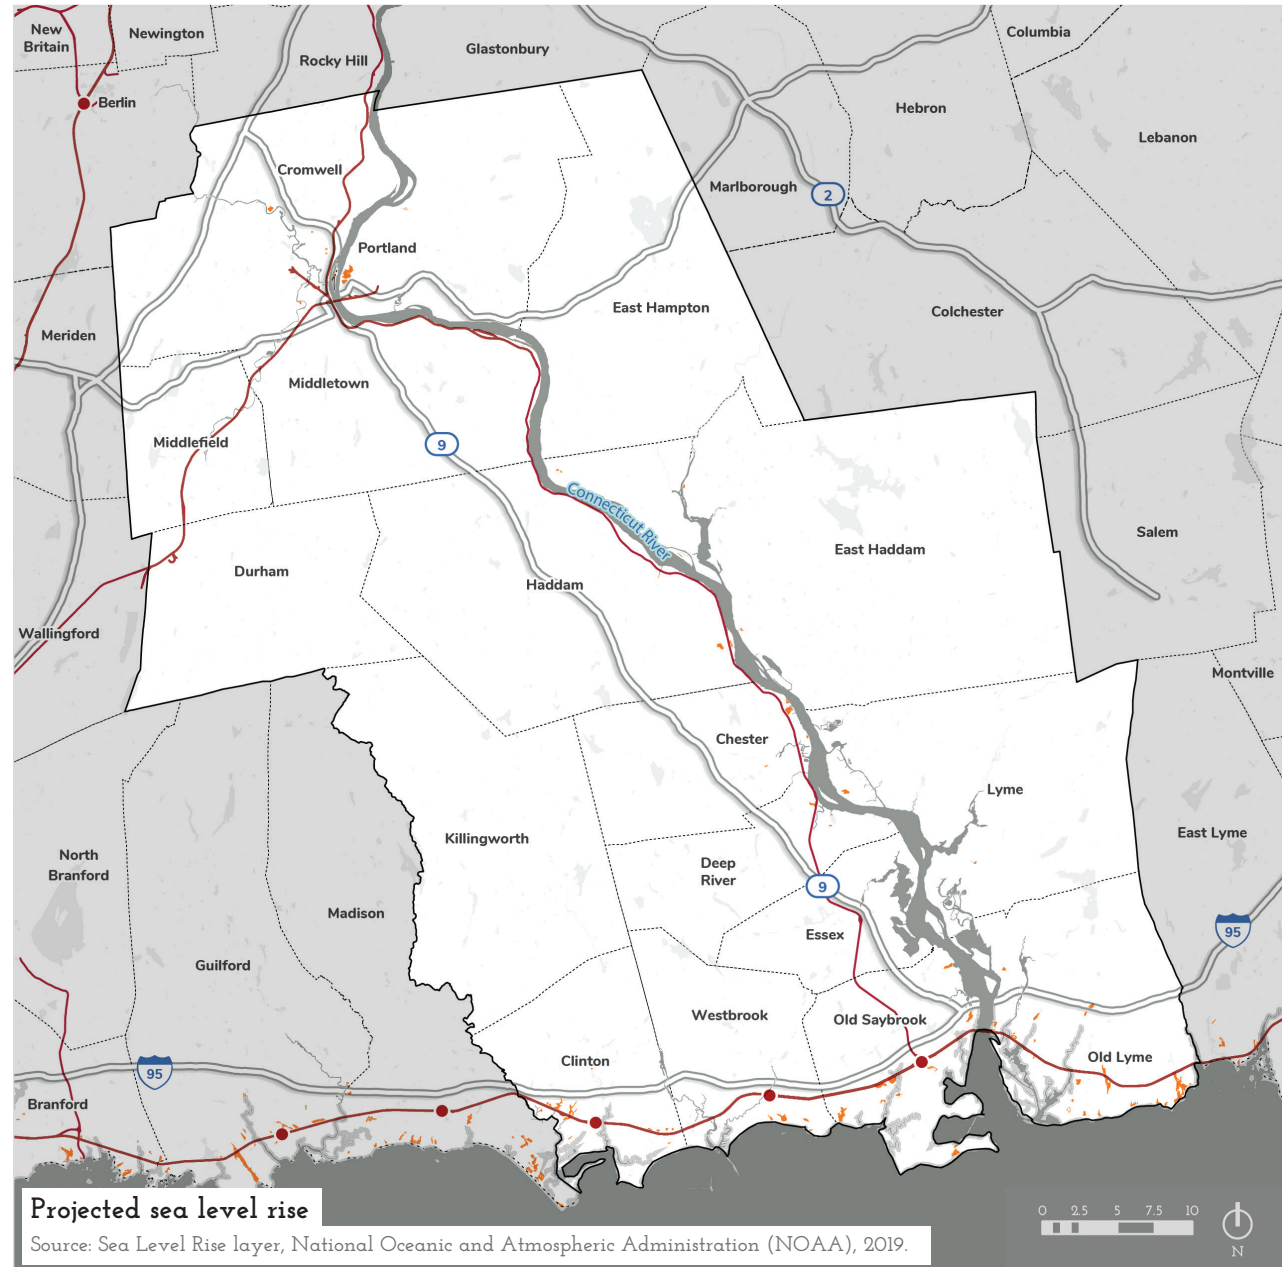 New
Britain
Newington
Rocky Hill
Glastonbury
Columbia
Berlin
Hebron
Lebanon
Cromwell
Marlborough
2
Portland
East Hampton
Colchester
Meriden
Middletown
Middlefield
9
Connecticut River
Salem
East Haddam
Durham
Haddam
Wallingford
Montville
Chester
Lyme
Killingworth
East Lyme
North
Branford
Deep
River
9
Madison
Essex
95
Guilford
Westbrook
Old Saybrook
Clinton
Old Lyme
95
Branford
Projected sea level rise
Source: Sea Level Rise layer, National Oceanic and Atmospheric Administration (NOAA), 2019.
0 2.5 5 7.5 10
N